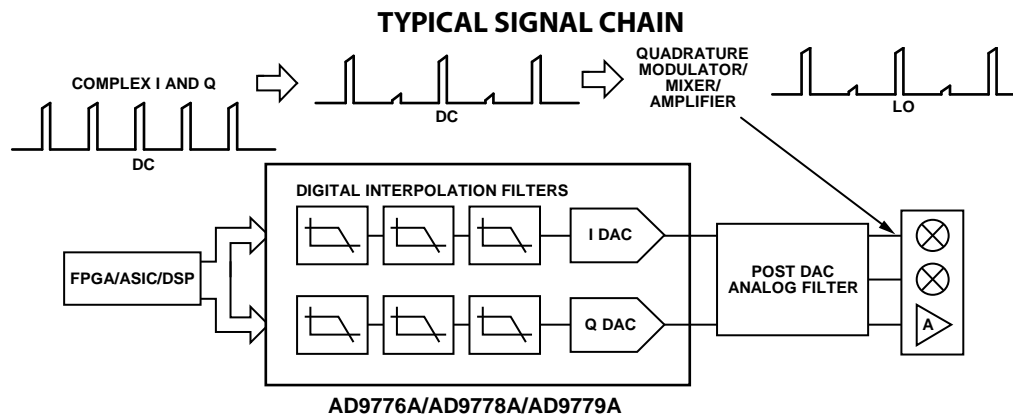 TYPICAL SIGNAL CHAIN
COMPLEX I AND Q
DC
DC
QUADRATURE
MODULATOR/
MIXER/
AMPLIFIER
LO
DIGITAL INTERPOLATION FILTERS
FPGA/ASIC/DSP
I DAC
Q DAC
POST DAC
ANALOG FILTER
A
AD9776A/AD9778A/AD9779A